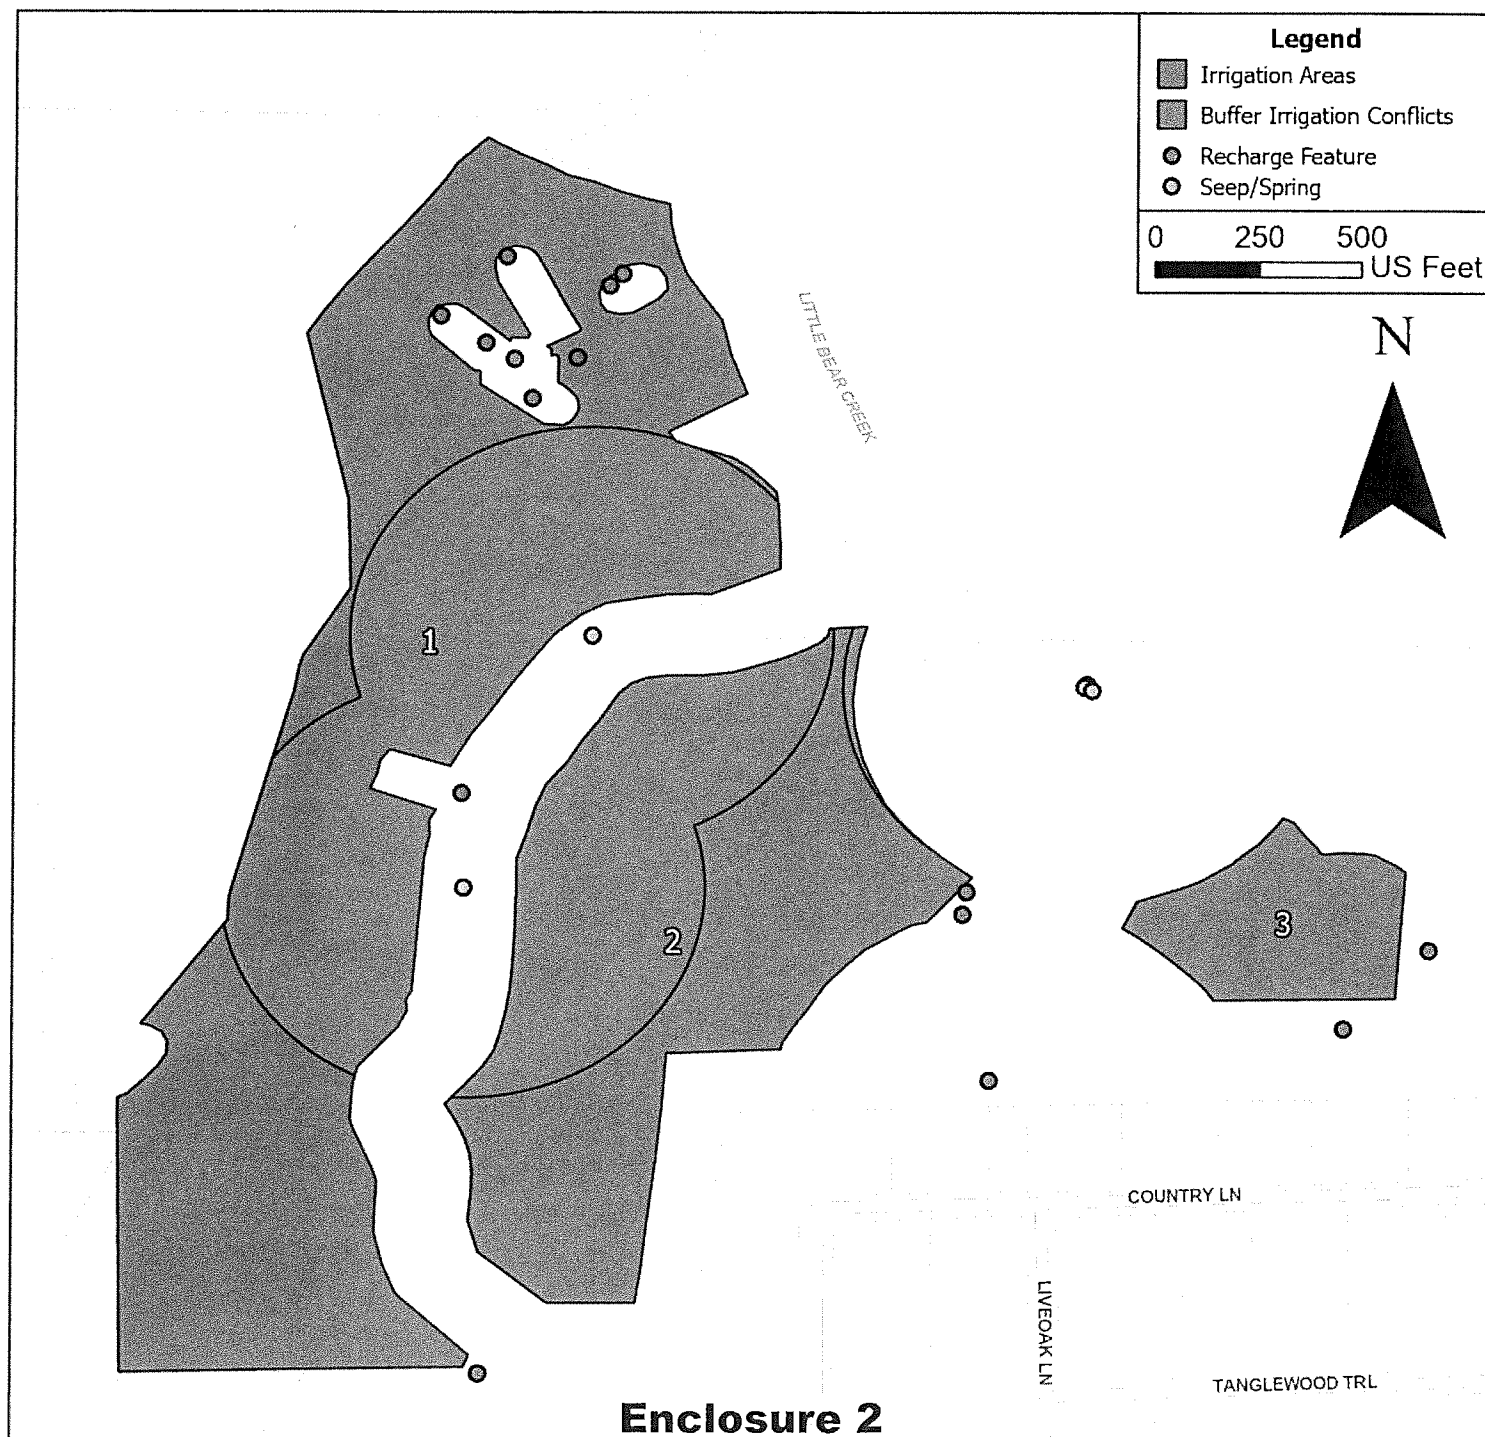 Legend
Irrigation Areas
Buffer Irrigation Conflicts
Recharge Feature
Seep/Spring
0 250 500
US Feet
N
LITTLE BEAR CREEK
1
2
3
COUNTRY LN
LIVEOAK LN
TANGLEWOOD TRL
Enclosure 2